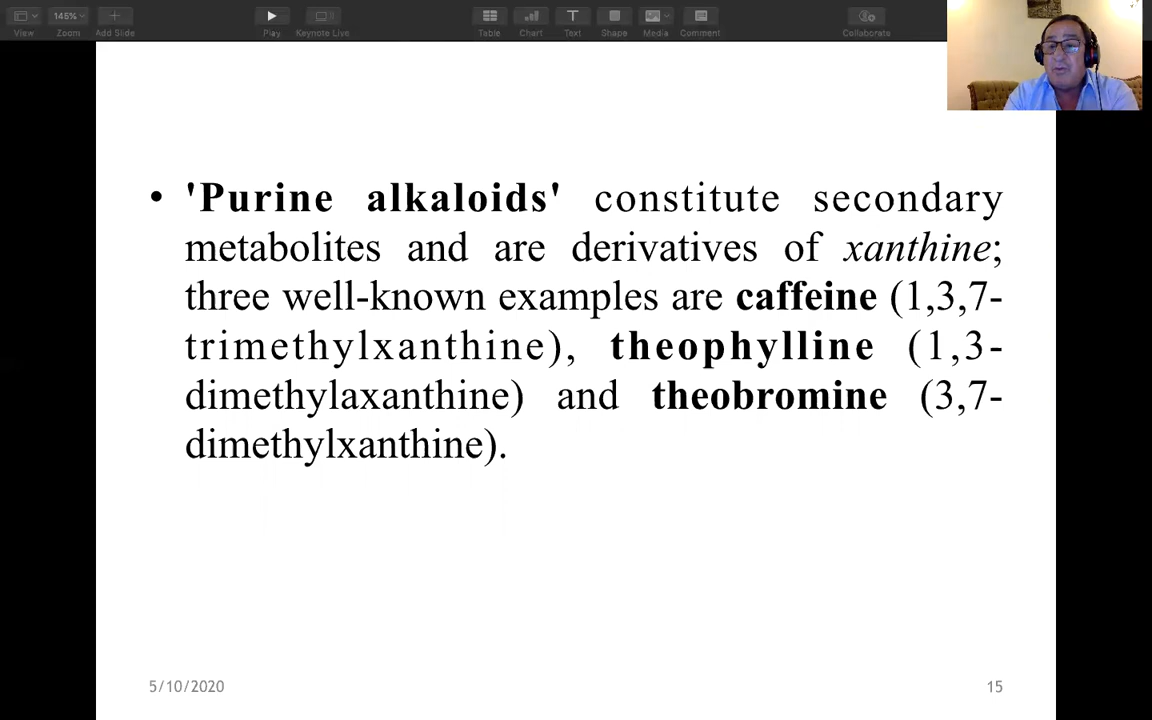 145%
View
Zoom
Add Slide
Play
Keynote Live
Table
Chart
Text
Shape
Media
Comment
Collaborate
• 'Purine alkaloids' constitute secondary
metabolites and are derivatives of xanthine;
three well-known examples are caffeine (1,3,7-
trimethylxanthine), theophylline (1,3-
dimethylaxanthine) and theobromine (3,7-
dimethylxanthine).
5/10/2020
15